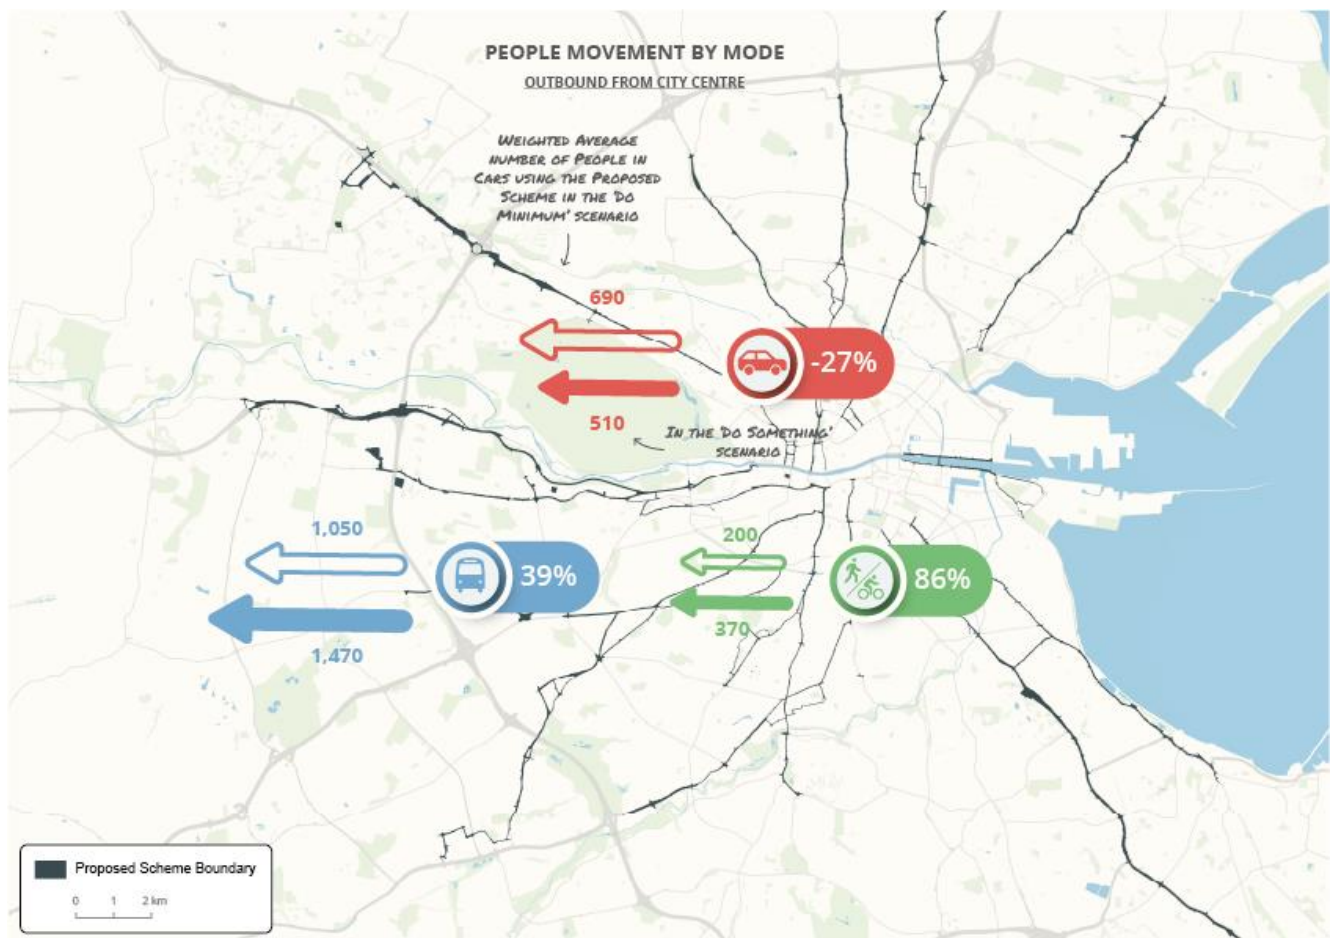 PEOPLE MOVEMENT BY MODE
OUTBOUND FROM CITY CENTRE
WEIGHTED AVERAGE
NUMBER OF PEOPLE IN
CARS USING THE PROPOSED
SCHEME IN THE 'DO
MINIMUM' SCENARIO
690
-27%
510
IN THE 'DO SOMETHING'
SCENARIO
1,050
39%
1,470
200
86%
370
Proposed Scheme Boundary
0 1 2 km